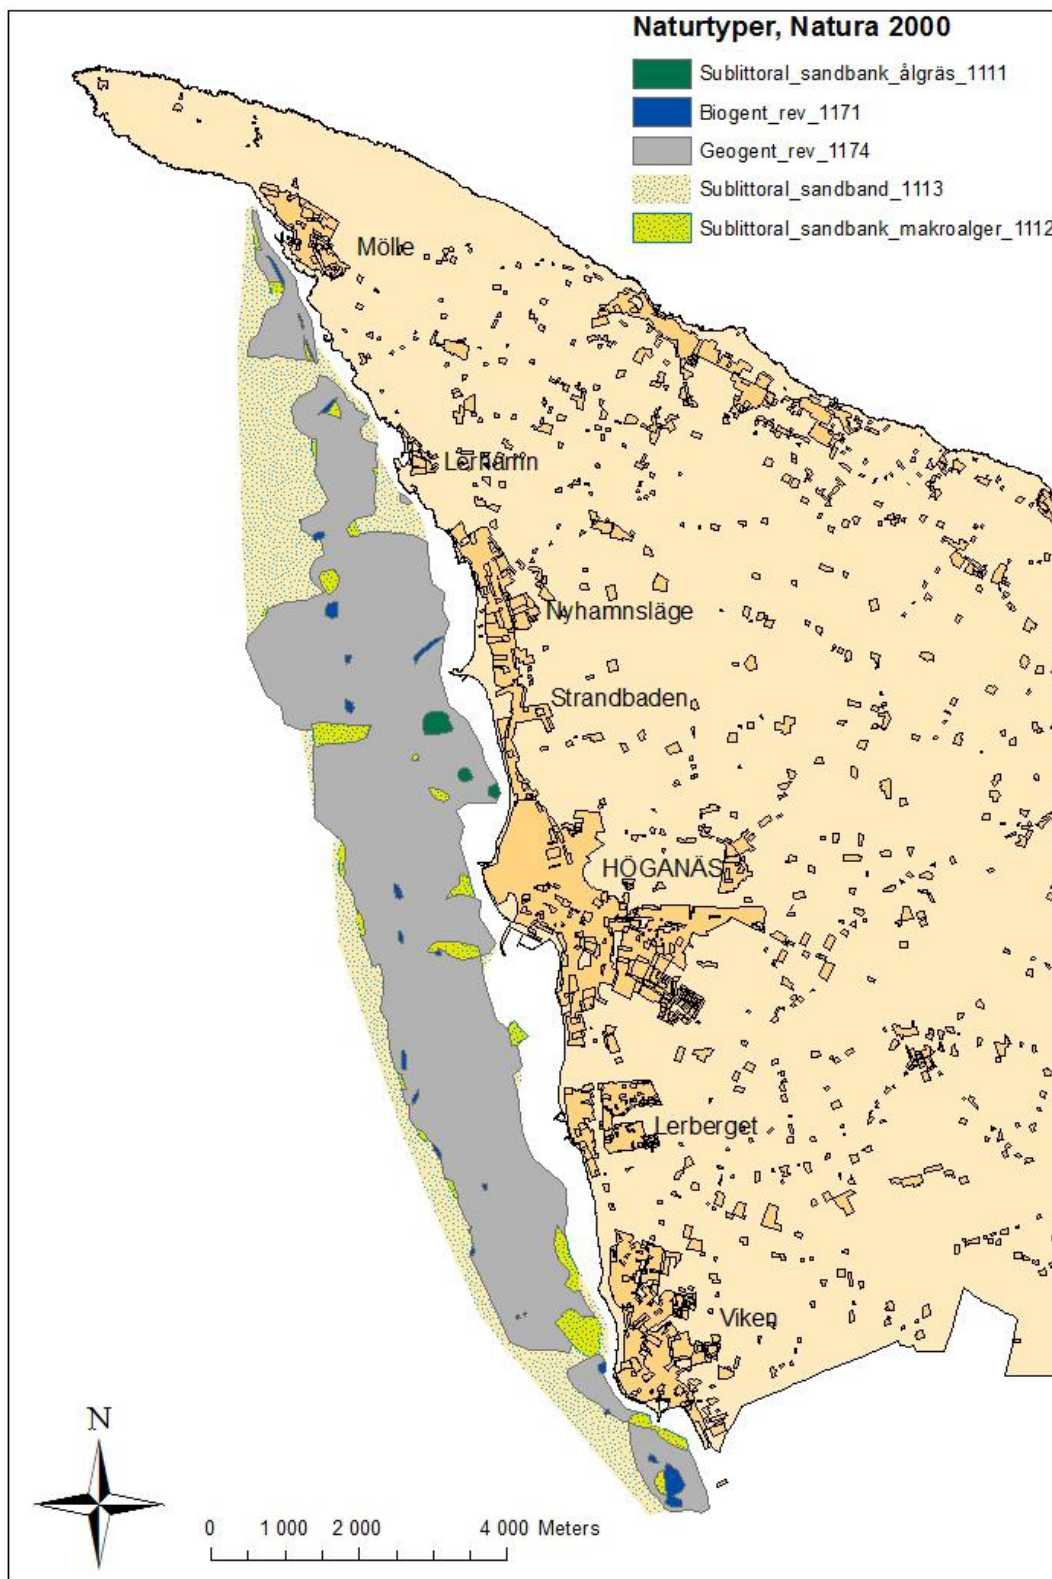 Naturtyper, Natura 2000
Sublittoral_sandbank_ålgräs_1111
Biogent_rev_1171
Geogent_rev_1174
Sublittoral_sandband_1113
Sublittoral_sandbank_makroalger_1112
Mölle
Lerhamn
Nyhamnsläge
Strandbaden
HÖGANÄS
Lerberget
Viken
N
0 1 000 2 000 4 000 Meters